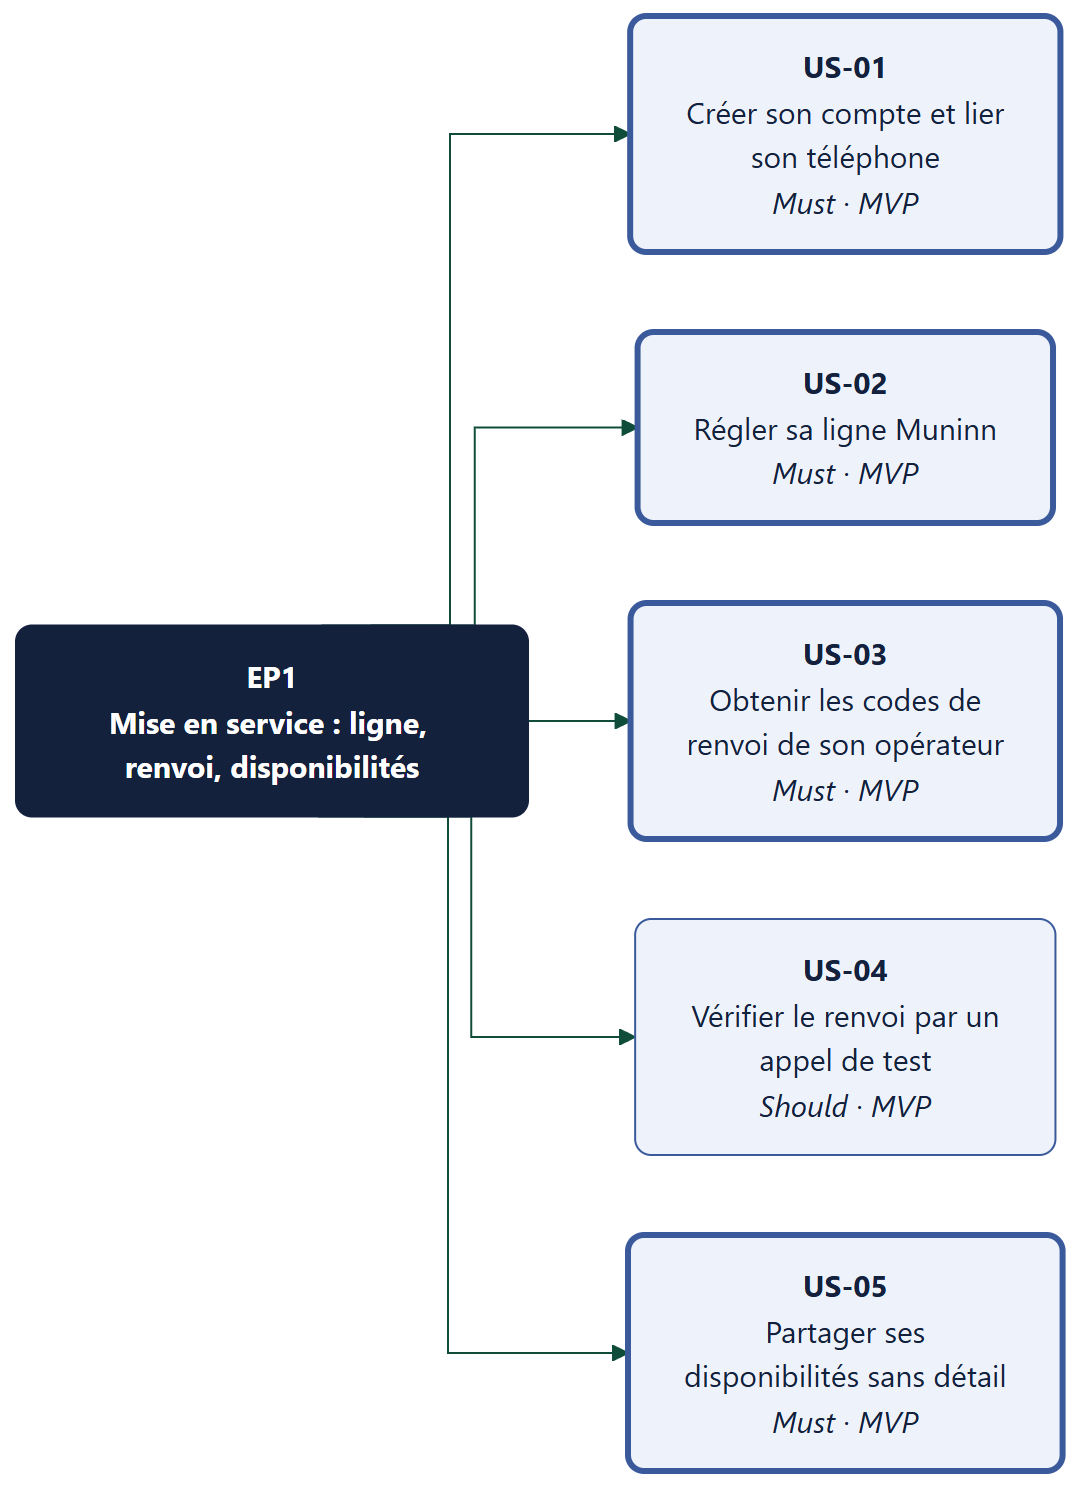 US-01
Créer son compte et lier
son téléphone
Must · MVP
US-02
Régler sa ligne Muninn
Must · MVP
EP1
Mise en service : ligne,
renvoi, disponibilités
US-03
Obtenir les codes de
renvoi de son opérateur
Must · MVP
US-04
Vérifier le renvoi par un
appel de test
Should · MVP
US-05
Partager ses
disponibilités sans détail
Must · MVP